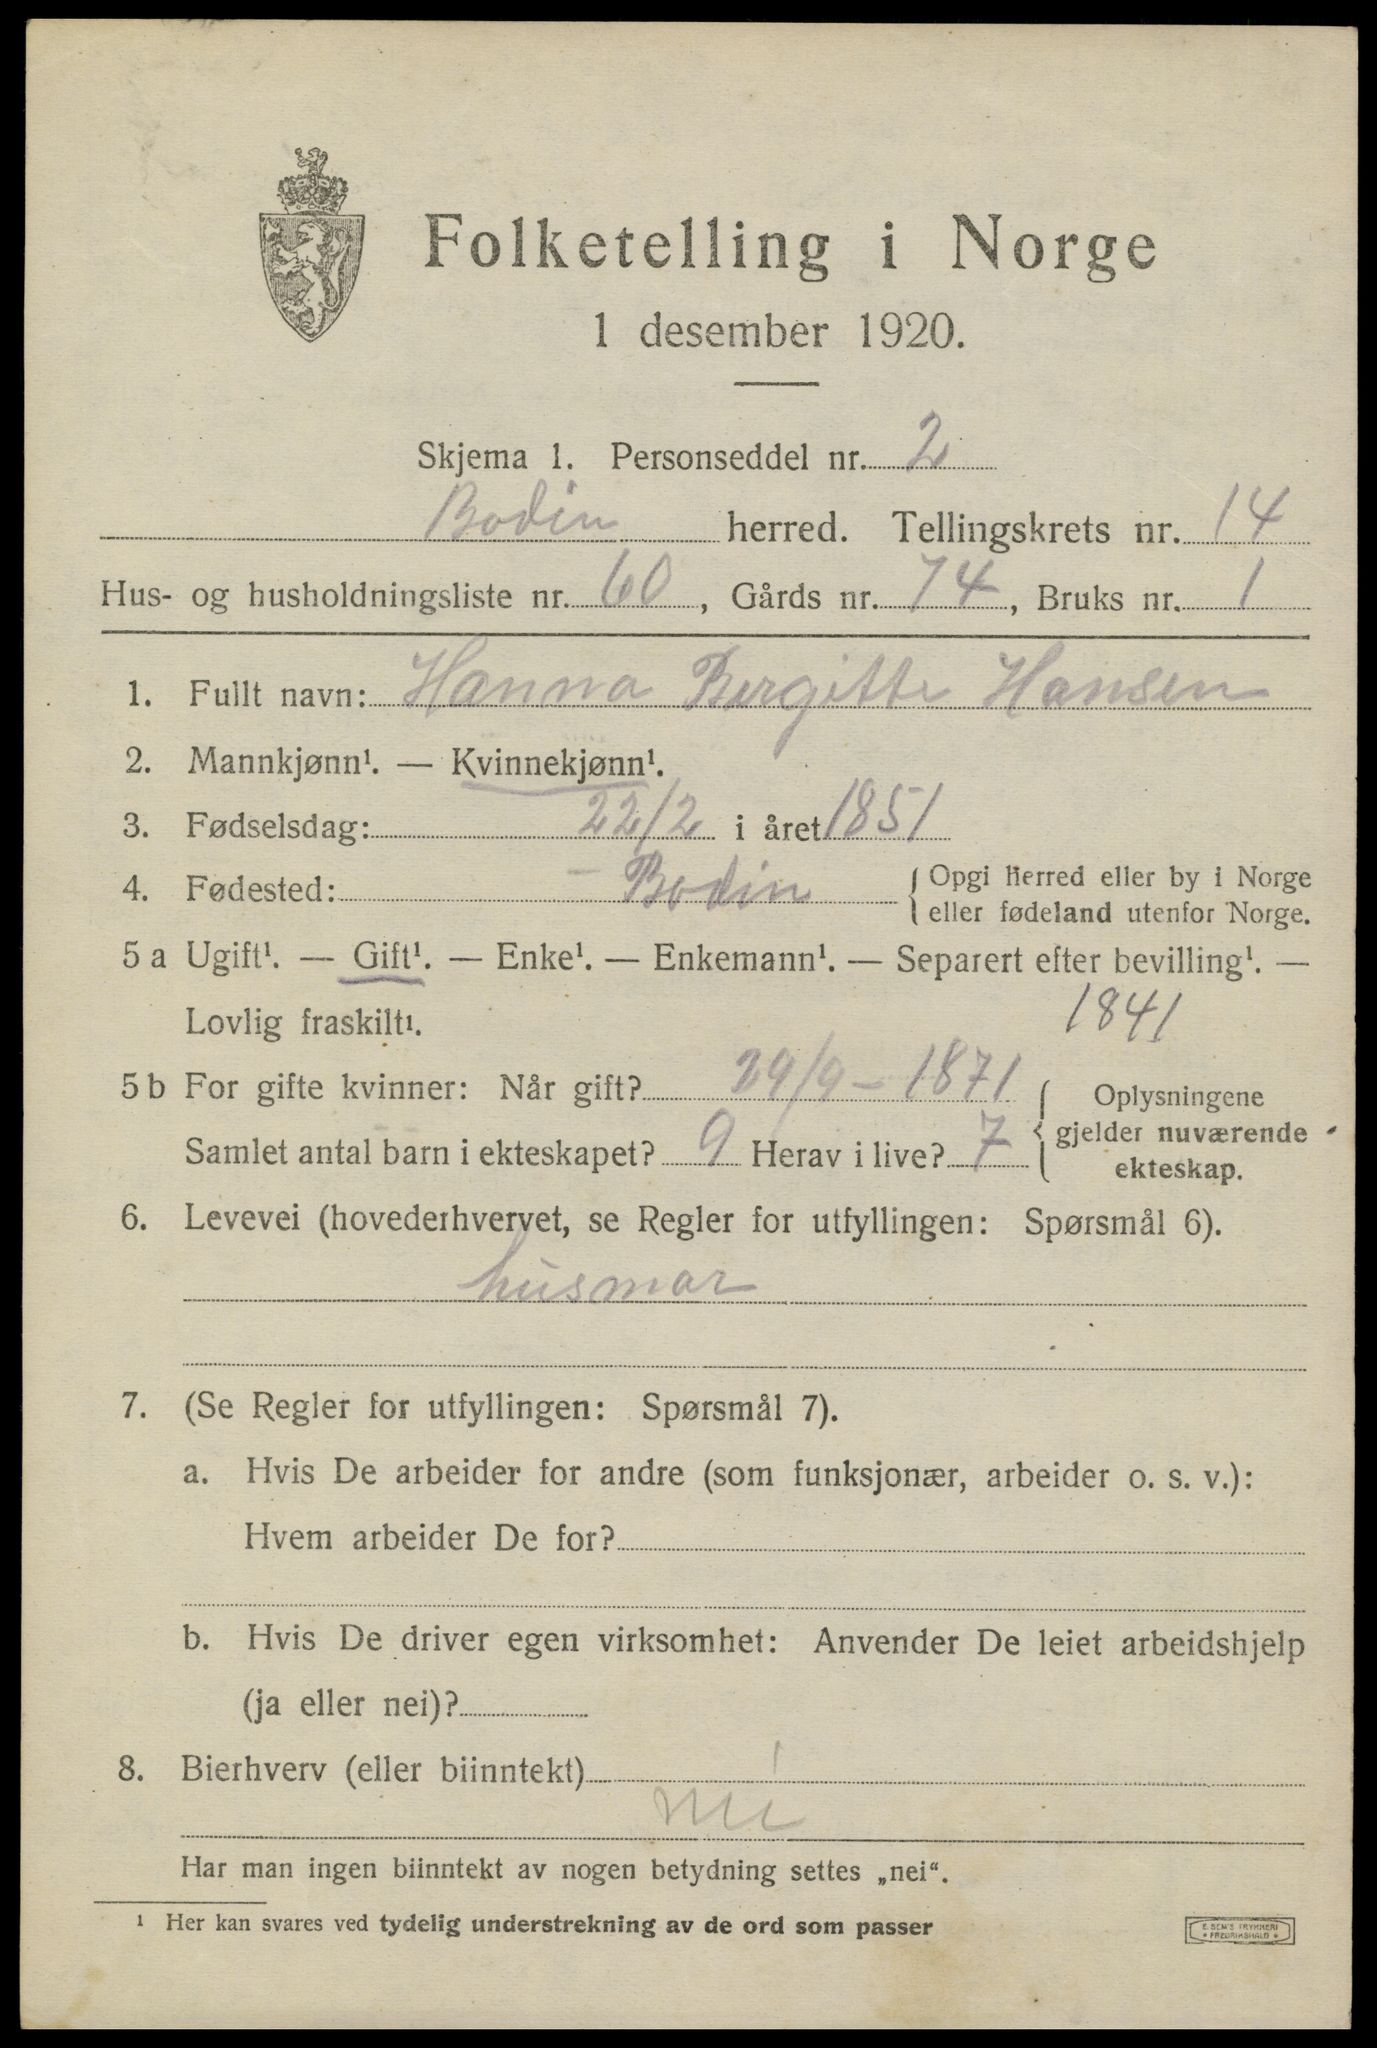 Folketelling i Norge
1 desember 1920.
Skjema 1. Personseddel nr. 2
Bodin herred. Tellingskrets nr. 14
Hus- og husholdningsliste nr. 60, Gårds nr. 74, Bruks nr. 1
1. Fullt navn: Hanna Bergitte Hansen
2. Mannkjønn¹. — Kvinnekjønn¹.
3. Fødselsdag: 22/2 i året 1851
4. Fødested: Bodin { Opgi herred eller by i Norge
eller fødeland utenfor Norge.
5 a Ugift¹. — Gift¹. — Enke¹. — Enkemann¹. — Separert efter bevilling¹. —
Lovlig fraskilt¹. 1841
5 b For gifte kvinner: Når gift? 29/9 – 1871 { Oplysningene
gjelder nuværende
ekteskap.
Samlet antal barn i ekteskapet? 9 Herav i live? 7
6. Levevei (hovederhvervet, se Regler for utfyllingen: Spørsmål 6).
husmor
7. (Se Regler for utfyllingen: Spørsmål 7).
a. Hvis De arbeider for andre (som funksjonær, arbeider o. s. v.):
Hvem arbeider De for?
b. Hvis De driver egen virksomhet: Anvender De leiet arbeidshjelp
(ja eller nei)?
8. Bierhverv (eller biinntekt)
nei
Har man ingen biinntekt av nogen betydning settes „nei“.
¹ Her kan svares ved tydelig understrekning av de ord som passer
E. SEM'S TRYKKERI
• FREDRIKSHALD •